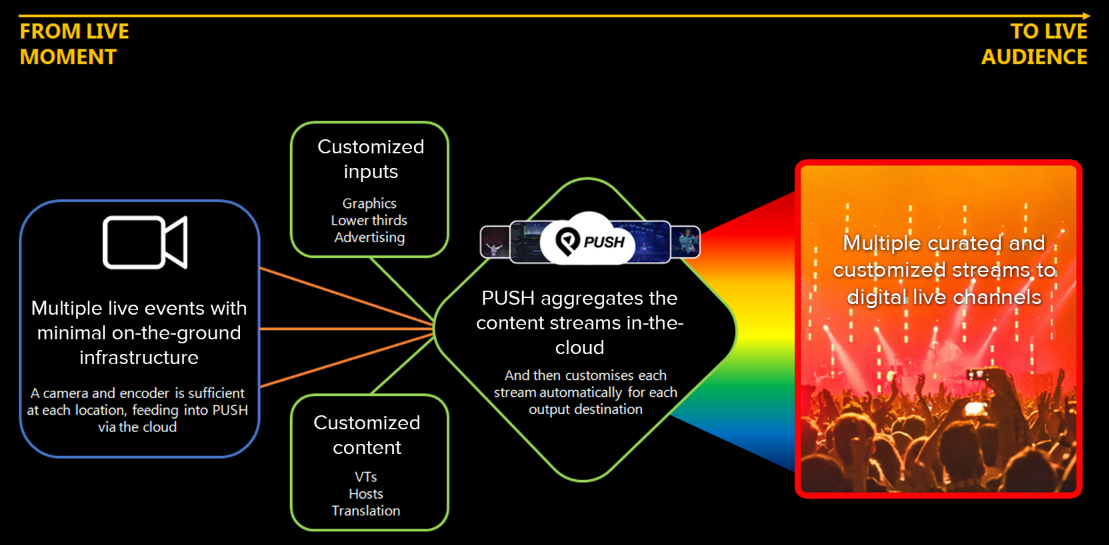 FROM LIVE
MOMENT
TO LIVE
AUDIENCE
Multiple live events with
minimal on-the-ground
infrastructure
A camera and encoder is sufficient
at each location, feeding into PUSH
via the cloud
Customized
inputs
Graphics
Lower thirds
Advertising
Customized
content
VTs
Hosts
Translation
PUSH
PUSH aggregates the
content streams in-the-
cloud
And then customises each
stream automatically for each
output destination
Multiple curated and
customized streams to
digital live channels